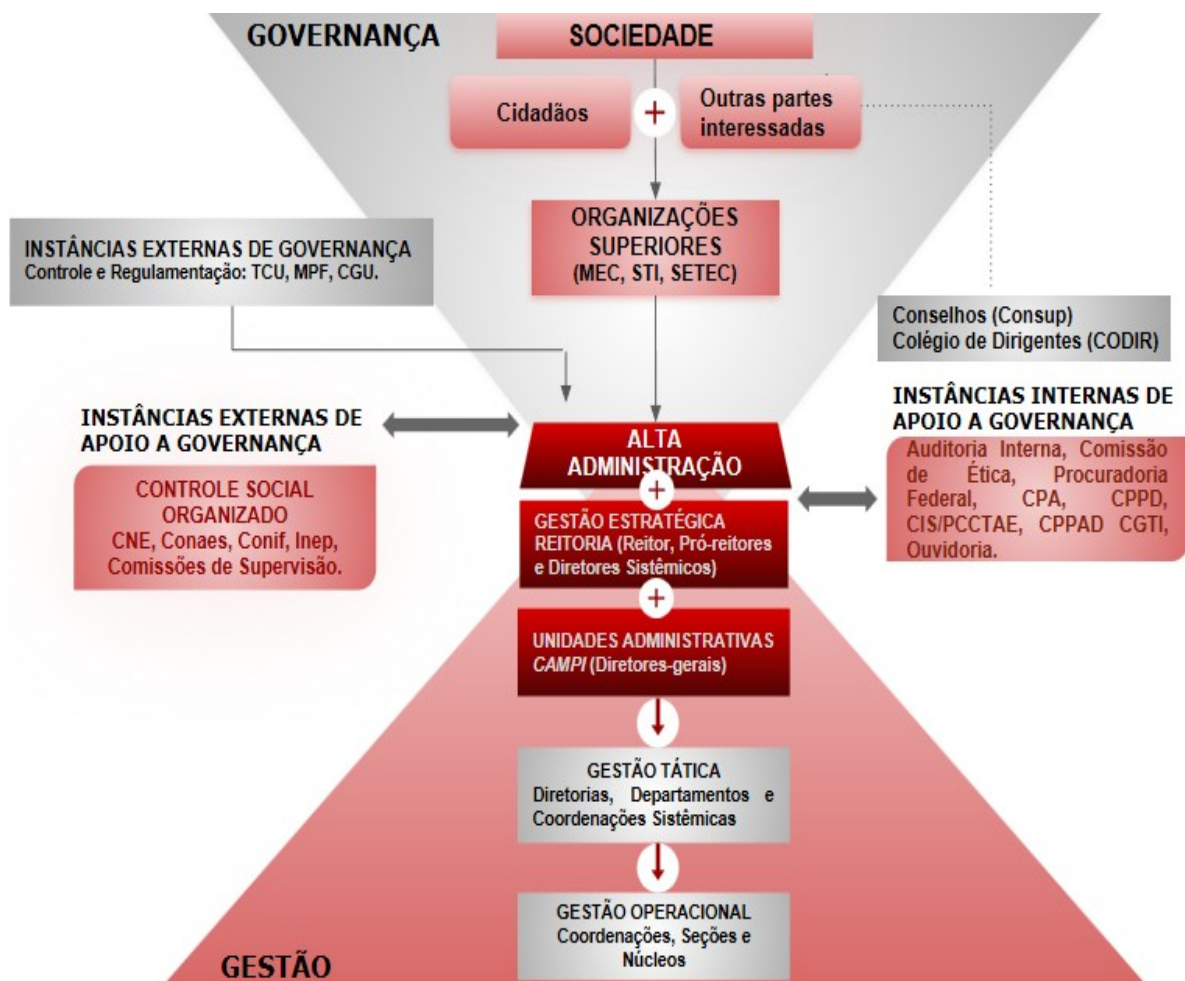 GOVERNANÇA
SOCIEDADE
Cidadãos
+
Outras partes
interessadas
ORGANIZAÇÕES
SUPERIORES
(MEC, STI, SETEC)
INSTÂNCIAS EXTERNAS DE GOVERNANÇA
Controle e Regulamentação: TCU, MPF, CGU.
Conselhos (Consup)
Colégio de Dirigentes (CODIR)
INSTÂNCIAS EXTERNAS DE
APOIO A GOVERNANÇA
CONTROLE SOCIAL
ORGANIZADO
CNE, Conaes, Conif, Inep,
Comissões de Supervisão.
INSTÂNCIAS INTERNAS DE
APOIO A GOVERNANÇA
Auditoria Interna, Comissão
de Ética, Procuradoria
Federal, CPA, CPPD,
CIS/PCCTAE, CPPAD CGTI,
Ouvidoria.
ALTA
ADMINISTRAÇÃO
+
GESTÃO ESTRATÉGICA
REITORIA (Reitor, Pró-reitores
e Diretores Sistêmicos)
+
UNIDADES ADMINISTRATIVAS
CAMPI (Diretores-gerais)
GESTÃO TÁTICA
Diretorias, Departamentos e
Coordenações Sistêmicas
GESTÃO OPERACIONAL
Coordenações, Seções e
Núcleos
GESTÃO